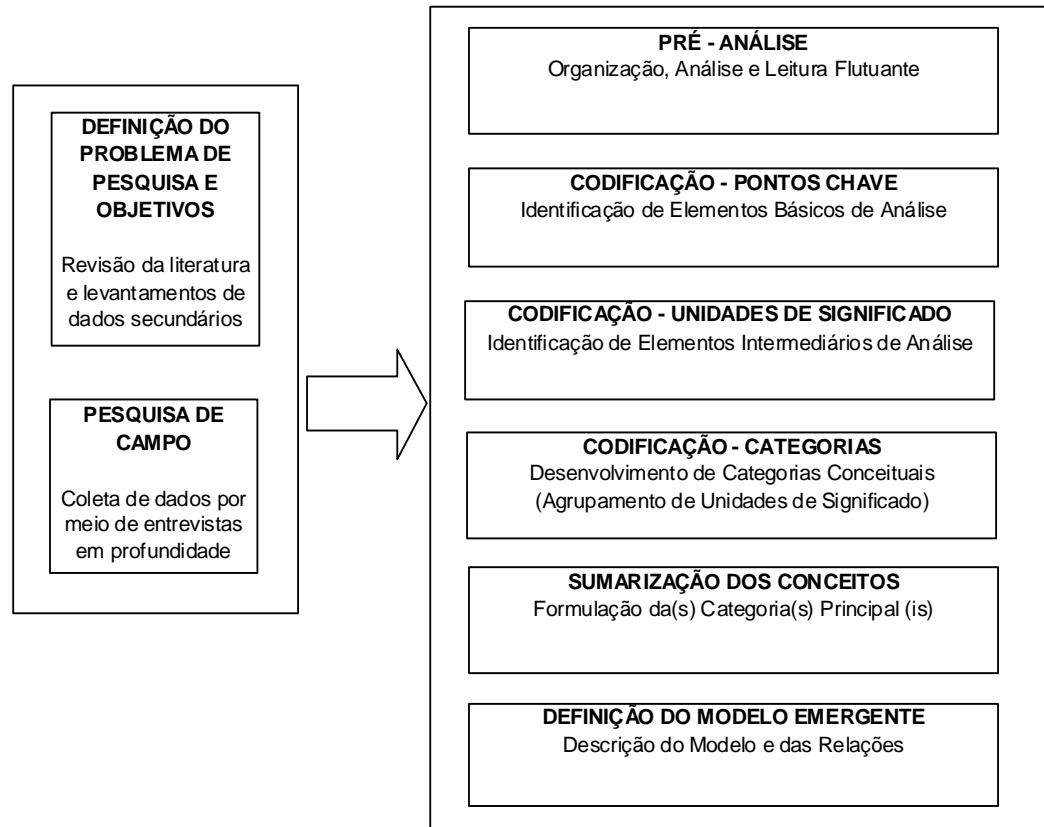 DEFINIÇÃO DO
PROBLEMA DE
PESQUISA E
OBJETIVOS
Revisão da literatura
e levantamentos de
dados secundários
PESQUISA DE
CAMPO
Coleta de dados por
meio de entrevistas
em profundidade
PRÉ - ANÁLISE
Organização, Análise e Leitura Flutuante
CODIFICAÇÃO - PONTOS CHAVE
Identificação de Elementos Básicos de Análise
CODIFICAÇÃO - UNIDADES DE SIGNIFICADO
Identificação de Elementos Intermediários de Análise
CODIFICAÇÃO - CATEGORIAS
Desenvolvimento de Categorias Conceituais
(Agrupamento de Unidades de Significado)
SUMARIZAÇÃO DOS CONCEITOS
Formulação da(s) Categoria(s) Principal (is)
DEFINIÇÃO DO MODELO EMERGENTE
Descrição do Modelo e das Relações